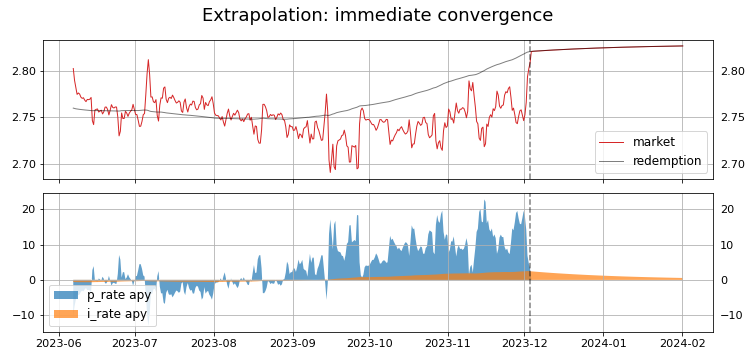 Extrapolation: immediate convergence
2.80 2.80
2.75 2.75
2.70 2.70
market
redemption
20 20
10 10
0 0
−10 −10
p_rate apy
i_rate apy
2023-06 2023-07 2023-08 2023-09 2023-10 2023-11 2023-12 2024-01 2024-02